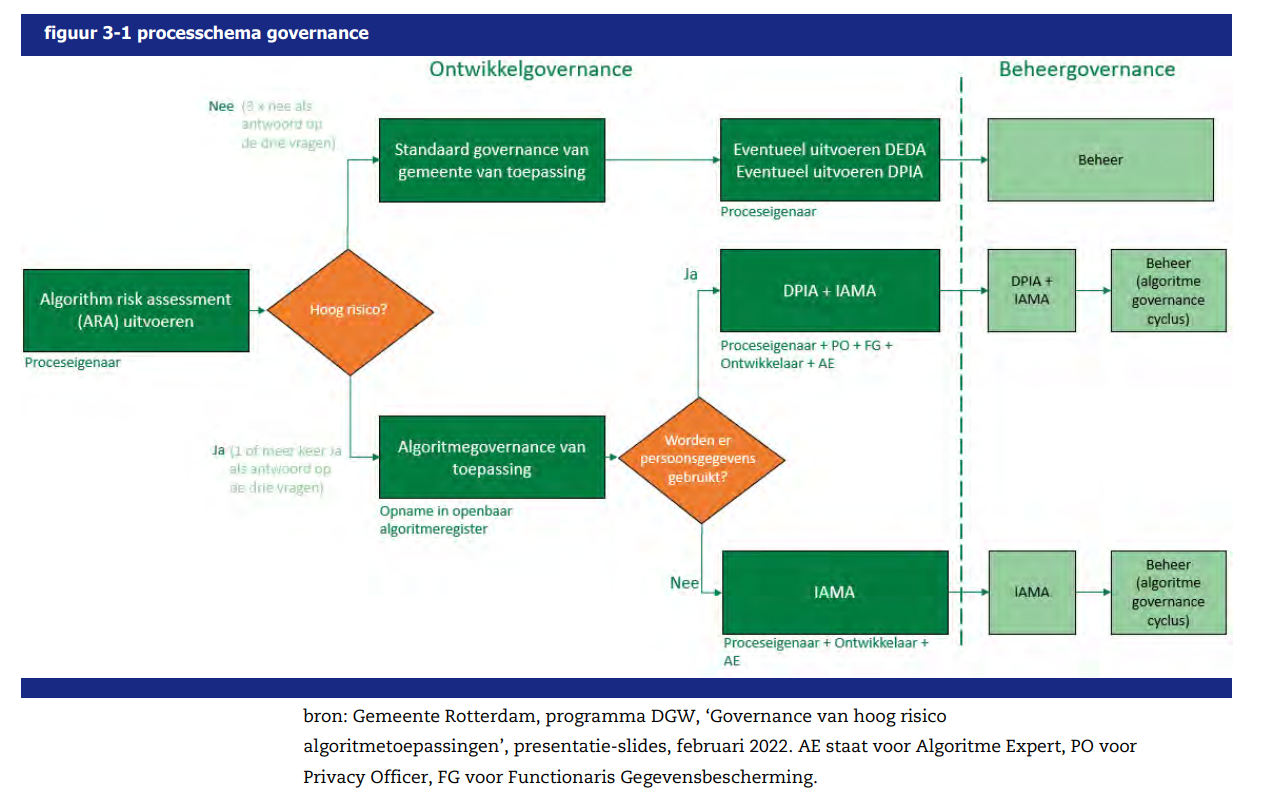 figuur 3-1 processchema governance
Ontwikkelgovernance
Beheergovernance
Nee (3 x nee als
antwoord op
de drie vragen)
Standaard governance van
gemeente van toepassing
Eventueel uitvoeren DEDA
Eventueel uitvoeren DPIA
Proceseigenaar
Beheer
Algorithm risk assessment
(ARA) uitvoeren
Proceseigenaar
Hoog risico?
Ja
DPIA + IAMA
Proceseigenaar + PO + FG +
Ontwikkelaar + AE
DPIA +
IAMA
Beheer
(algoritme
governance
cyclus)
Ja (1 of meer keer Ja
als antwoord op
de drie vragen)
Algoritmegovernance van
toepassing
Opname in openbaar
algoritmeregister
Worden er
persoonsgegevens
gebruikt?
Nee
IAMA
Proceseigenaar + Ontwikkelaar +
AE
IAMA
Beheer
(algoritme
governance
cyclus)
bron: Gemeente Rotterdam, programma DGW, ‘Governance van hoog risico
algoritmetoepassingen’, presentatie-slides, februari 2022. AE staat voor Algoritme Expert, PO voor
Privacy Officer, FG voor Functionaris Gegevensbescherming.